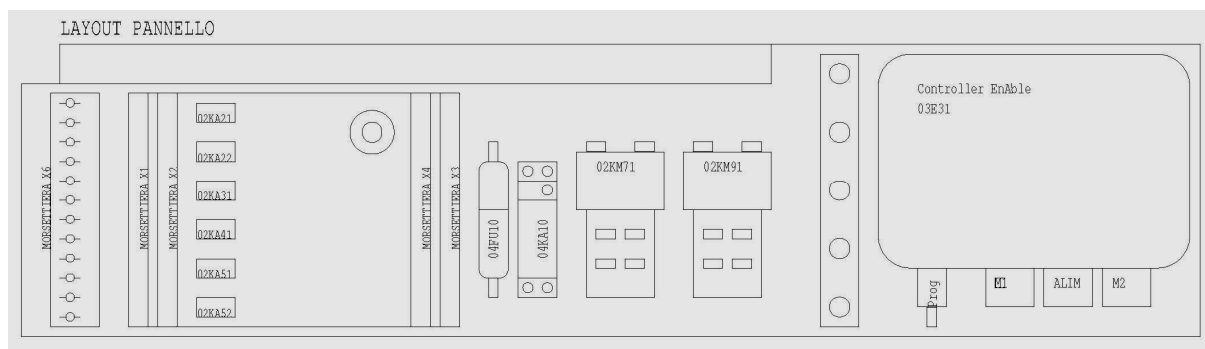 LAYOUT PANNELLO
MORSETTIERA X6
MORSETTIERA X1
MORSETTIERA X2
02KA21
02KA22
02KA31
02KA41
02KA51
02KA52
MORSETTIERA X4
MORSETTIERA X3
04FU10
04KA10
02KM71
02KM91
Controller EnAble
03E31
Prog
M1
ALIM
M2